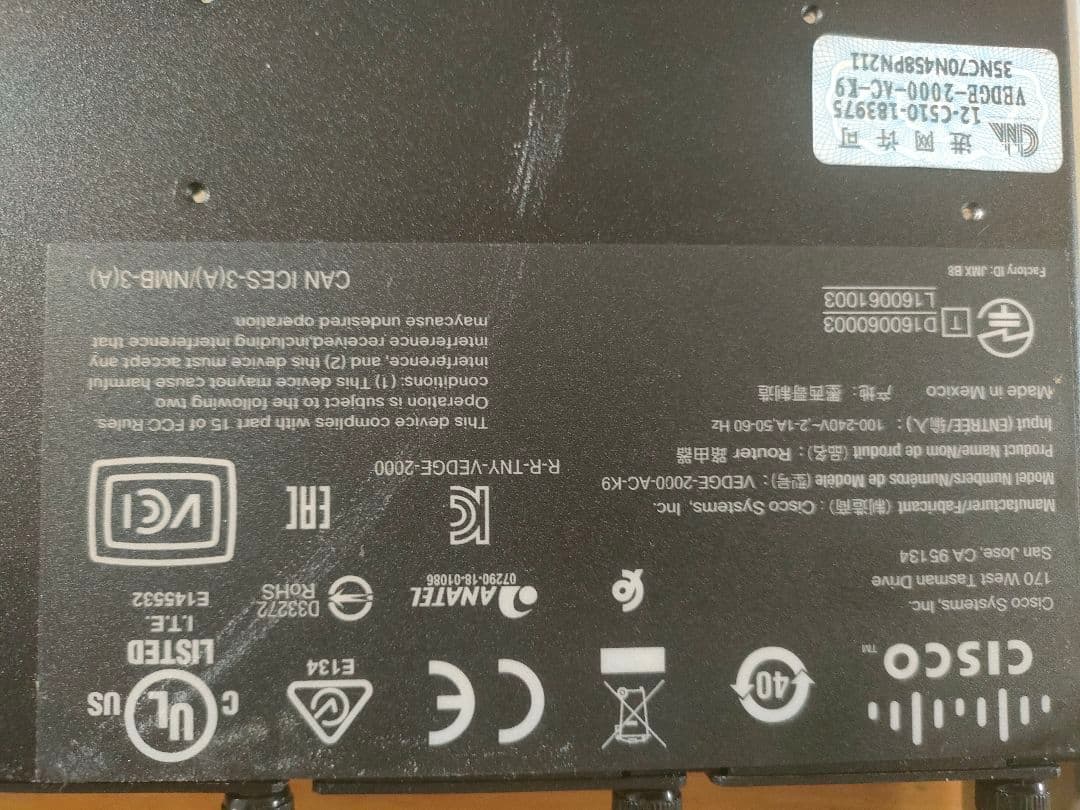 CISCO™
40
CE
E134
C UL US
LISTED
I.T.E.
E145532
Cisco Systems, Inc.
170 West Tasman Drive
San Jose, CA 95134
ANATEL
07290-18-01086
D33272
RoHS
Manufacturer/Fabricant (制造商) : Cisco Systems, Inc.
Model Numbers/Numéros de Modèle (型号) : VEDGE-2000-AC-K9
Product Name/Nom de produit (品名) : Router 路由器
Input (ENTRÉE/输入) : 100-240V~,2-1A,50-60 Hz
Made in Mexico 产地: 墨西哥制造
EAC
VCI
R-R-TNY-VEDGE-2000
This device complies with part 15 of FCC Rules.
Operation is subject to the following two
conditions: (1) This device maynot cause harmful
interference, and (2) this device must accept any
interference received,including interference that
maycause undesired operation
CAN ICES-3(A)/NMB-3(A)
T
D160060003
L160061003
Factory ID: JMX B8
进网许可
12-C510-183975
VEDGE-2000-AC-K9
35NC70N458PN211